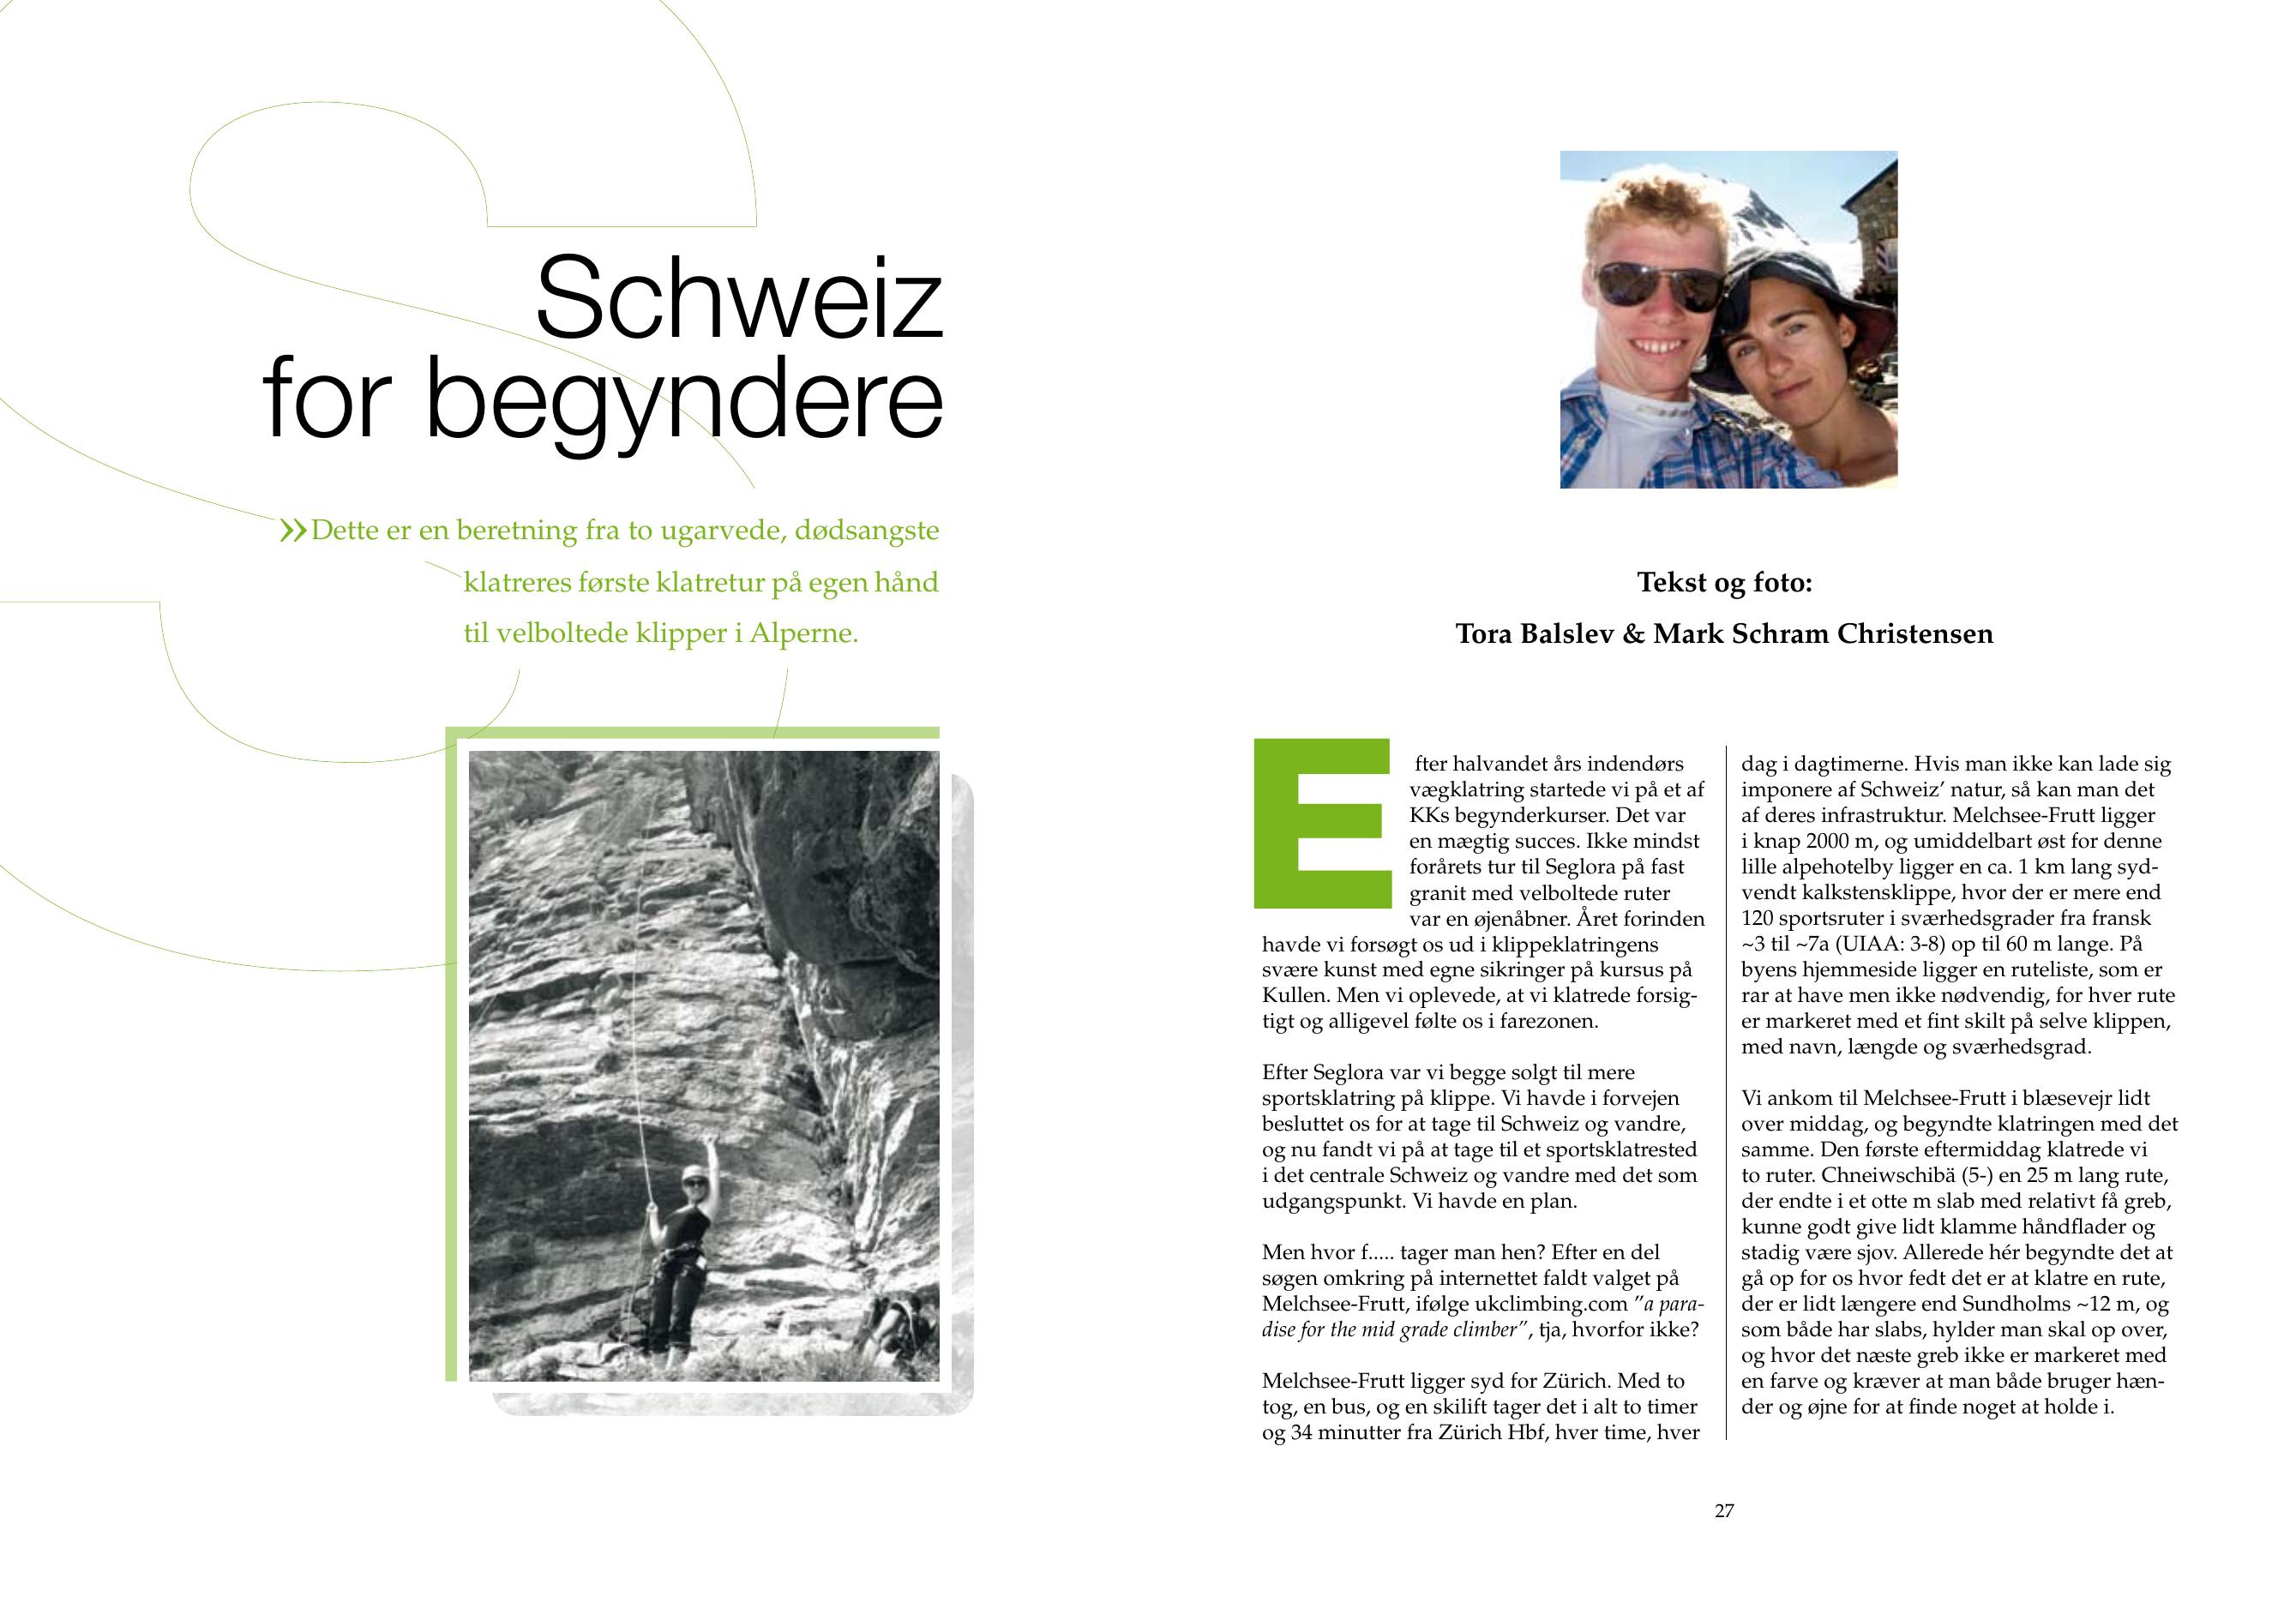 Schweiz
for begyndere
»Dette er en beretning fra to ugarvede, dødsangste
klatreres første klatretur på egen hånd
til velboltede klipper i Alperne.
Tekst og foto:
Tora Balslev & Mark Schram Christensen
Efter halvandet års indendørs
vægklatring startede vi på et af
KKs begynderkurser. Det var
en mægtig succes. Ikke mindst
forårets tur til Seglora på fast
granit med velboltede ruter
var en øjenåbner. Året forinden
havde vi forsøgt os ud i klippeklatringens
svære kunst med egne sikringer på kursus på
Kullen. Men vi oplevede, at vi klatrede forsig-
tigt og alligevel følte os i farezonen.
Efter Seglora var vi begge solgt til mere
sportsklatring på klippe. Vi havde i forvejen
besluttet os for at tage til Schweiz og vandre,
og nu fandt vi på at tage til et sportsklatrested
i det centrale Schweiz og vandre med det som
udgangspunkt. Vi havde en plan.
Men hvor f..... tager man hen? Efter en del
søgen omkring på internettet faldt valget på
Melchsee-Frutt, ifølge ukclimbing.com ”a para-
dise for the mid grade climber”, tja, hvorfor ikke?
Melchsee-Frutt ligger syd for Zürich. Med to
tog, en bus, og en skilift tager det i alt to timer
og 34 minutter fra Zürich Hbf, hver time, hver
dag i dagtimerne. Hvis man ikke kan lade sig
imponere af Schweiz’ natur, så kan man det
af deres infrastruktur. Melchsee-Frutt ligger
i knap 2000 m, og umiddelbart øst for denne
lille alpehotelby ligger en ca. 1 km lang syd-
vendt kalkstensklippe, hvor der er mere end
120 sportsruter i sværhedsgrader fra fransk
~3 til ~7a (UIAA: 3-8) op til 60 m lange. På
byens hjemmeside ligger en ruteliste, som er
rar at have men ikke nødvendig, for hver rute
er markeret med et fint skilt på selve klippen,
med navn, længde og sværhedsgrad.
Vi ankom til Melchsee-Frutt i blæsevejr lidt
over middag, og begyndte klatringen med det
samme. Den første eftermiddag klatrede vi
to ruter. Chneiwschibä (5-) en 25 m lang rute,
der endte i et otte m slab med relativt få greb,
kunne godt give lidt klamme håndflader og
stadig være sjov. Allerede hér begyndte det at
gå op for os hvor fedt det er at klatre en rute,
der er lidt længere end Sundholms ~12 m, og
som både har slabs, hylder man skal op over,
og hvor det næste greb ikke er markeret med
en farve og kræver at man både bruger hæn-
der og øjne for at finde noget at holde i.
27